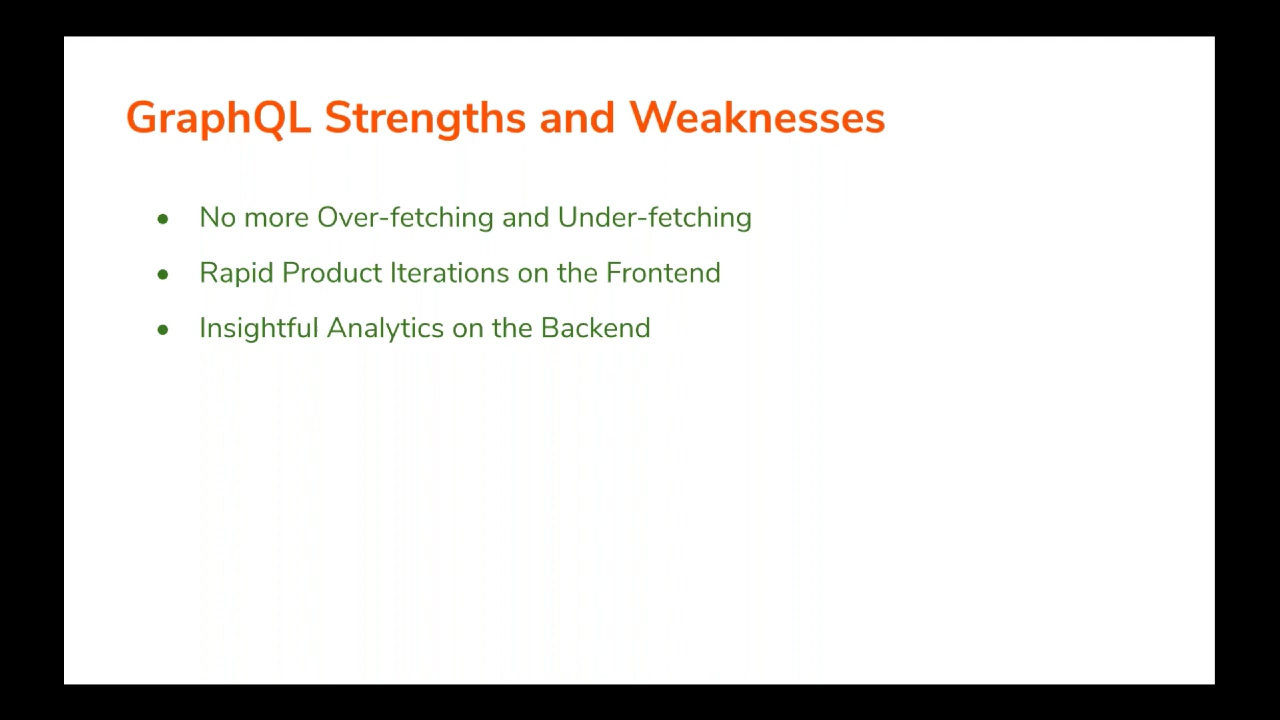 GraphQL Strengths and Weaknesses
● No more Over-fetching and Under-fetching
● Rapid Product Iterations on the Frontend
● Insightful Analytics on the Backend